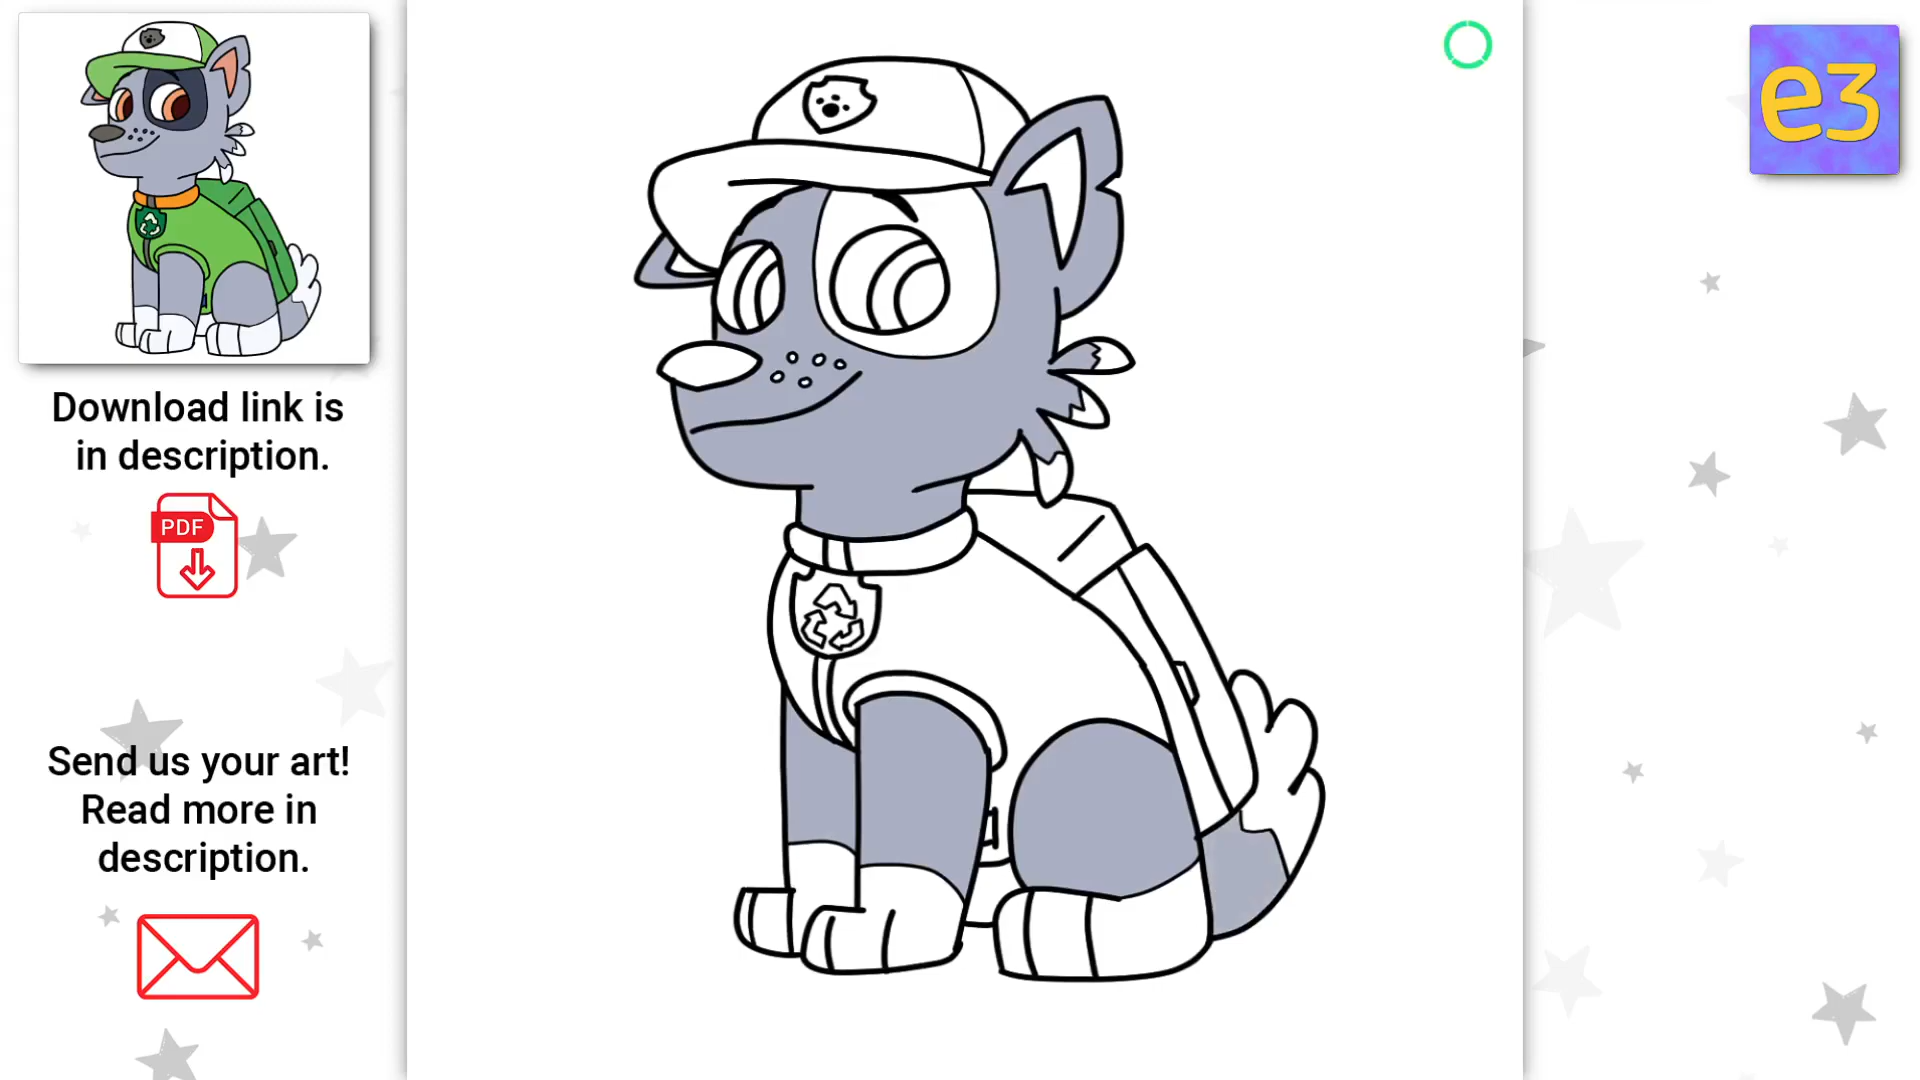 Download link is
in description.
PDF
Send us your art!
Read more in
description.
e3